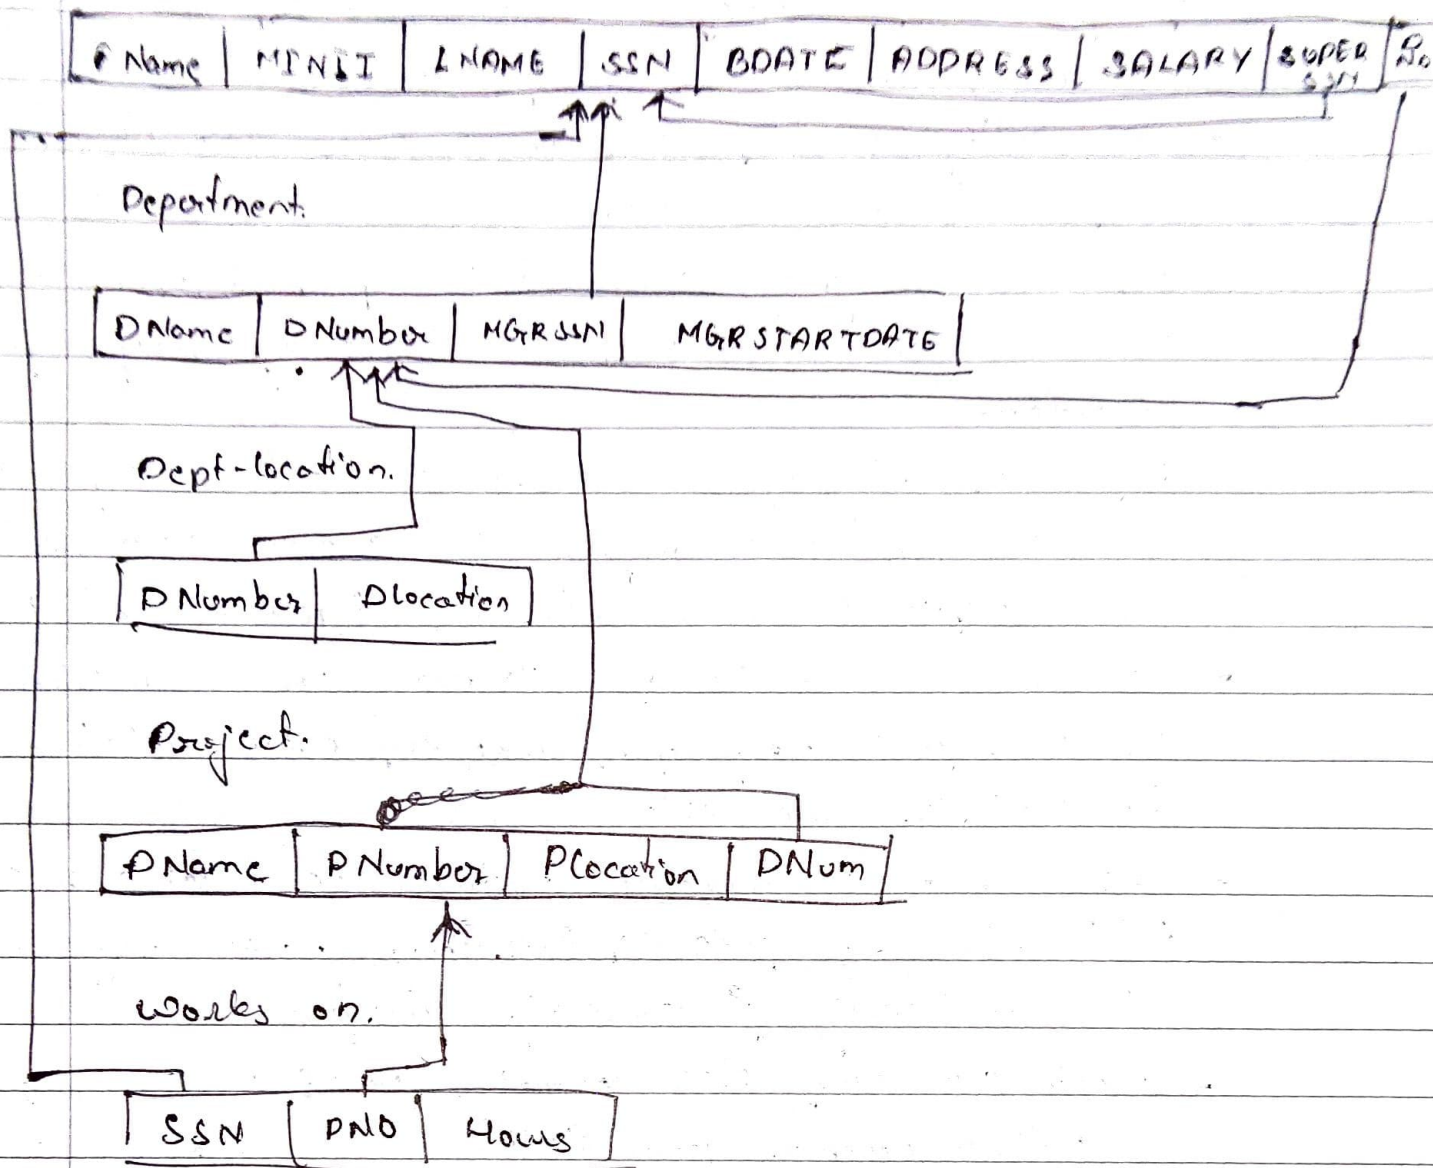 FName MINIT LNAME SSN BDATE ADDRESS SALARY SUPER SSN
Department.
DName DNumber MGRSSN MGRSTARTDATE
Dept-location.
DNumber Dlocation
Project.
PName PNumber Plocation DNum
Works on.
SSN PNO Hours